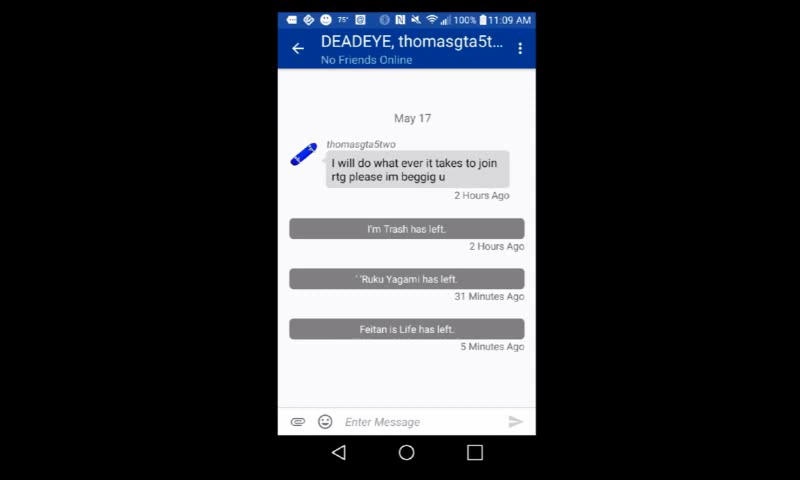 75° 100% 11:09 AM
DEADEYE, thomasgta5t...
No Friends Online
May 17
thomasgta5two
I will do what ever it takes to join
rtg please im beggig u
2 Hours Ago
I'm Trash has left.
2 Hours Ago
´ ´Ruku Yagami has left.
31 Minutes Ago
Feitan is Life has left.
5 Minutes Ago
Enter Message